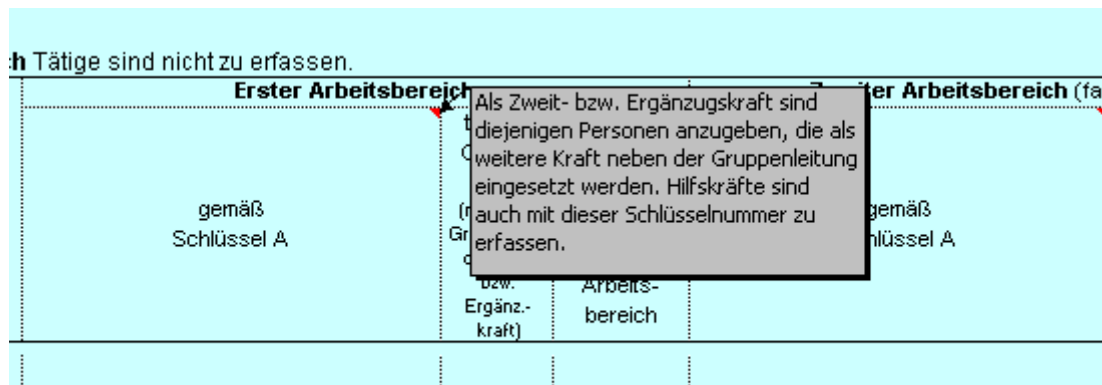 h Tätige sind nicht zu erfassen.
Erster Arbeitsbereich
Arbeitsbereich (fa
Als Zweit- bzw. Ergänzugskraft sind
diejenigen Personen anzugeben, die als
weitere Kraft neben der Gruppenleitung
eingesetzt werden. Hilfskräfte sind
auch mit dieser Schlüsselnummer zu
erfassen.
gemäß
Schlüssel A
bzw.
Ergänz.-
kraft)
Arbeits-
bereich
gemäß
hlüssel A